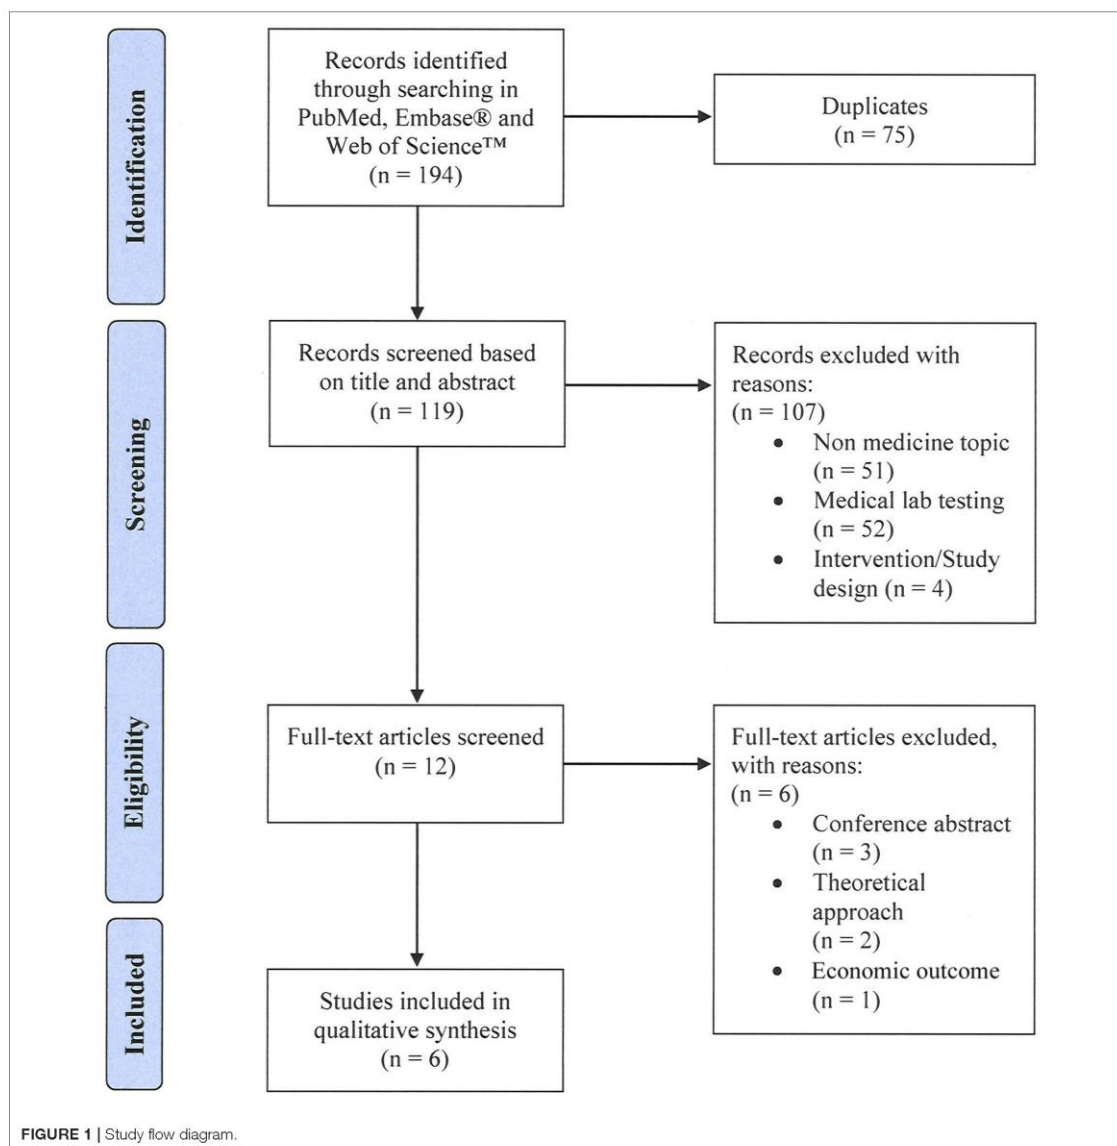 Identification
Records identified
through searching in
PubMed, Embase® and
Web of Science™
(n = 194)
Duplicates
(n = 75)
Screening
Records screened based
on title and abstract
(n = 119)
Records excluded with
reasons:
(n = 107)
• Non medicine topic
(n = 51)
• Medical lab testing
(n = 52)
• Intervention/Study
design (n = 4)
Eligibility
Full-text articles screened
(n = 12)
Full-text articles excluded,
with reasons:
(n = 6)
• Conference abstract
(n = 3)
• Theoretical
approach
(n = 2)
• Economic outcome
(n = 1)
Included
Studies included in
qualitative synthesis
(n = 6)
FIGURE 1 | Study flow diagram.